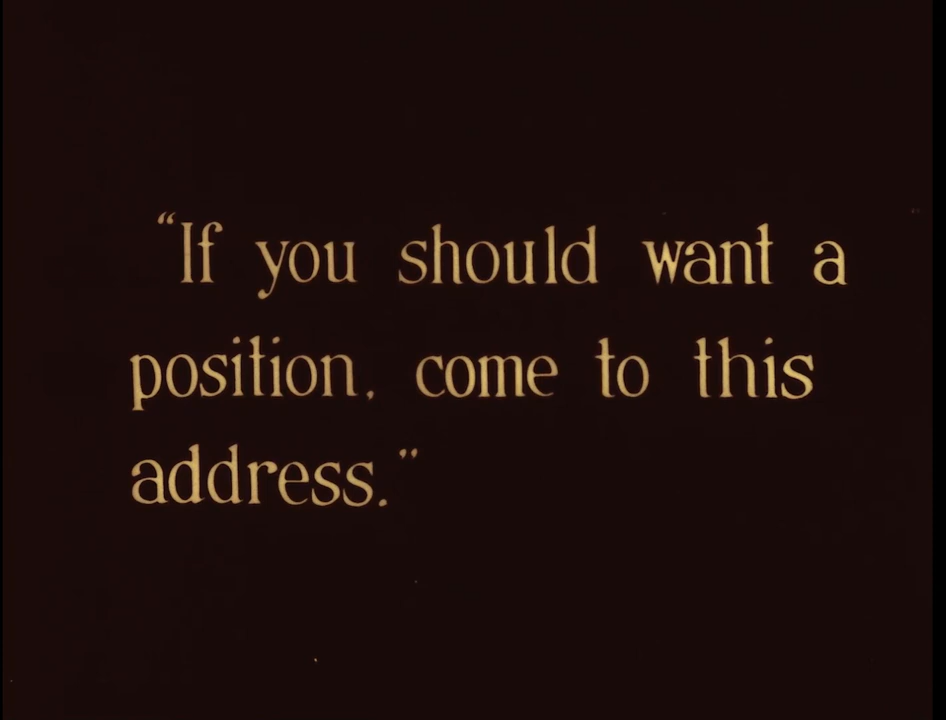 “If you should want a
position, come to this
address.”